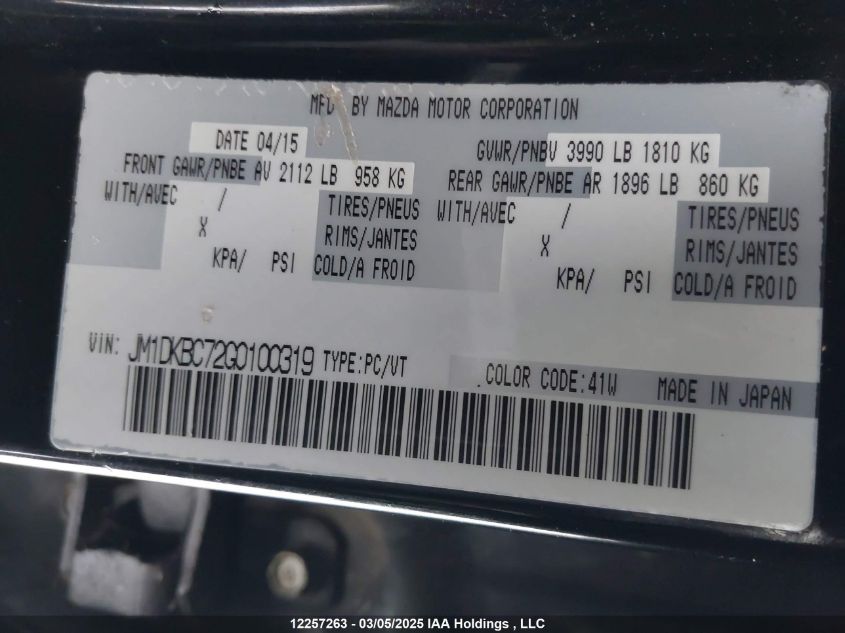 MFD BY MAZDA MOTOR CORPORATION
DATE 04/15 GVWR/PNBV 3990 LB 1810 KG
FRONT GAWR/PNBE AV 2112 LB 958 KG REAR GAWR/PNBE AR 1896 LB 860 KG
WITH/AVEC / TIRES/PNEUS WITH/AVEC / TIRES/PNEUS
X RIMS/JANTES X RIMS/JANTES
KPA/ PSI COLD/A FROID KPA/ PSI COLD/A FROID
VIN: JM1DKBC72G0100319 TYPE:PC/VT COLOR CODE:41W MADE IN JAPAN
12257263 - 03/05/2025 IAA Holdings , LLC